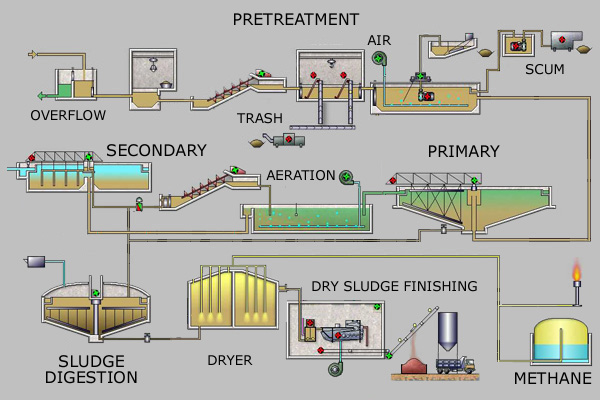 PRETREATMENT
AIR
SCUM
OVERFLOW
TRASH
SECONDARY
PRIMARY
AERATION
DRY SLUDGE FINISHING
SLUDGE
DIGESTION
DRYER
METHANE